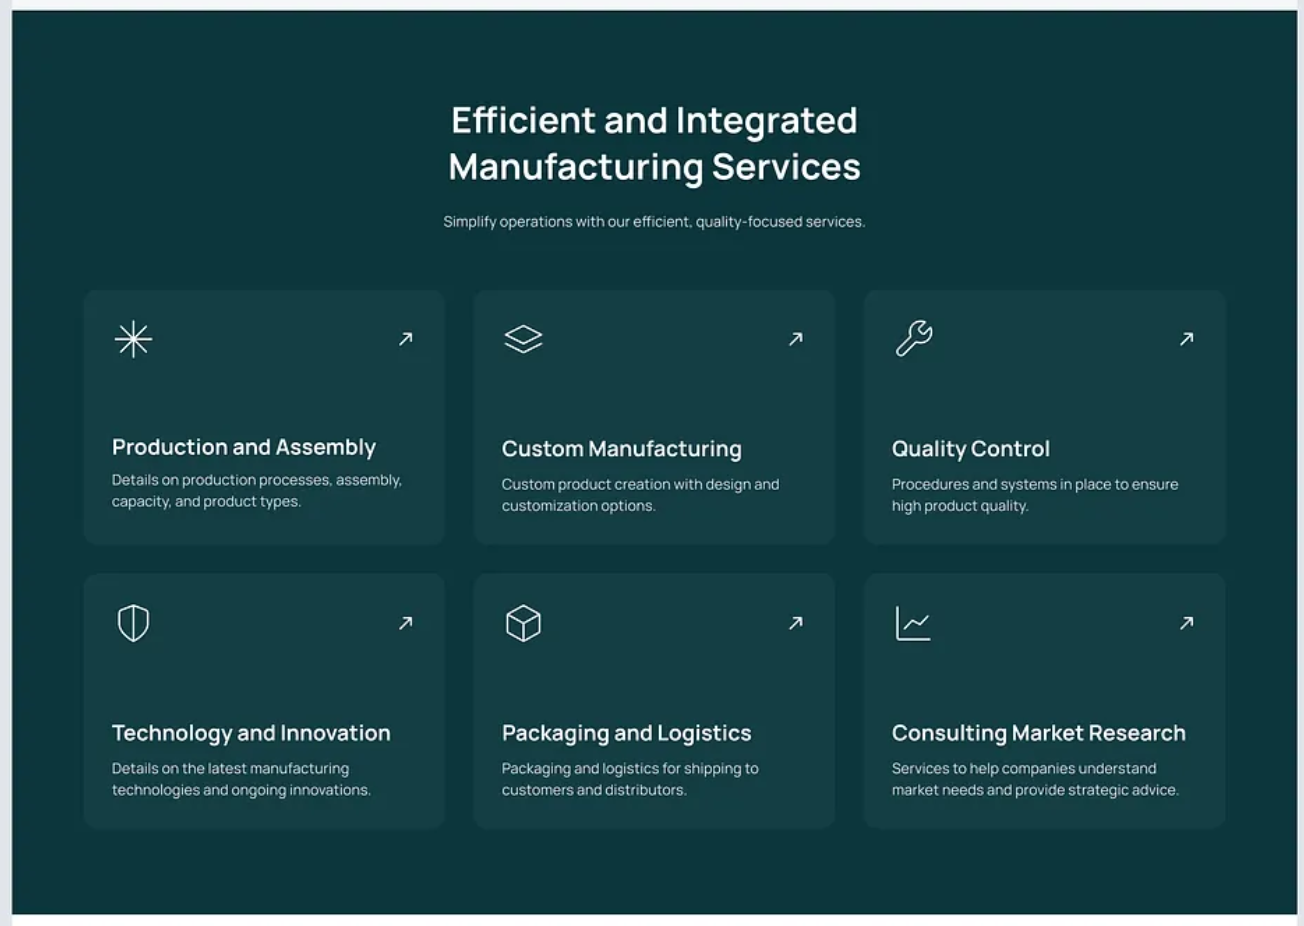 Efficient and Integrated
Manufacturing Services
Simplify operations with our efficient, quality-focused services.
Production and Assembly
Details on production processes, assembly,
capacity, and product types.
Custom Manufacturing
Custom product creation with design and
customization options.
Quality Control
Procedures and systems in place to ensure
high product quality.
Technology and Innovation
Details on the latest manufacturing
technologies and ongoing innovations.
Packaging and Logistics
Packaging and logistics for shipping to
customers and distributors.
Consulting Market Research
Services to help companies understand
market needs and provide strategic advice.